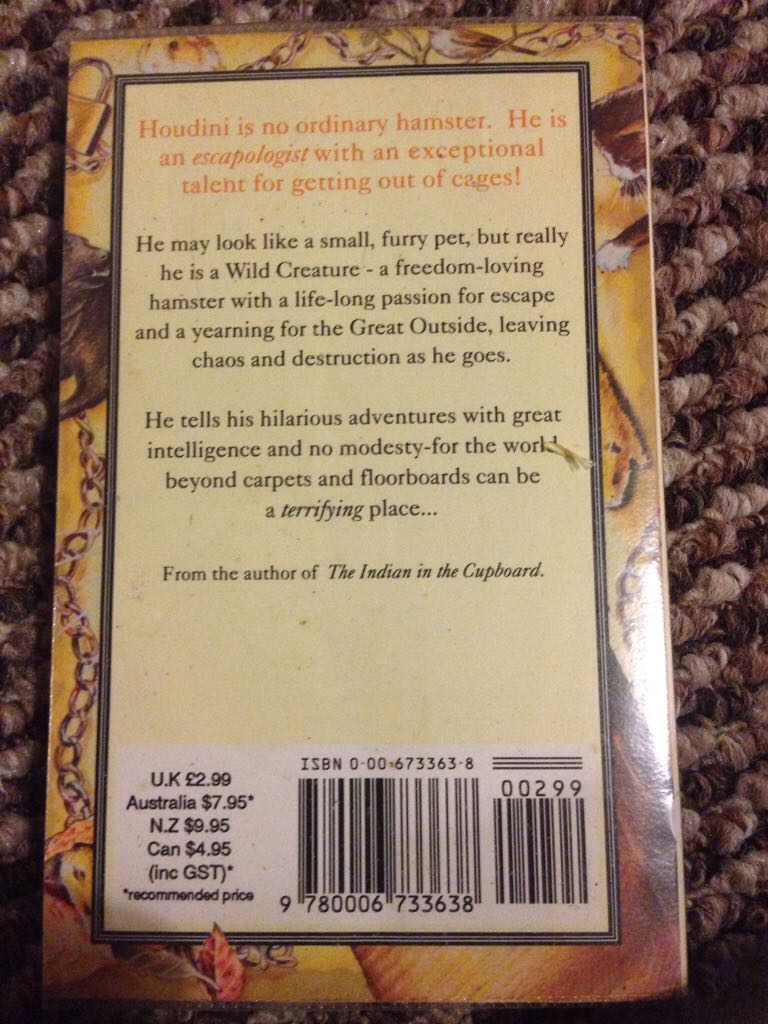 Houdini is no ordinary hamster. He is
an escapologist with an exceptional
talent for getting out of cages!
He may look like a small, furry pet, but really
he is a Wild Creature - a freedom-loving
hamster with a life-long passion for escape
and a yearning for the Great Outside, leaving
chaos and destruction as he goes.
He tells his hilarious adventures with great
intelligence and no modesty-for the world
beyond carpets and floorboards can be
a terrifying place...
From the author of The Indian in the Cupboard.
U.K £2.99
Australia $7.95*
N.Z $9.95
Can $4.95
(inc GST)*
*recommended price
ISBN 0-00-673363-8
00299
9 780006 733638